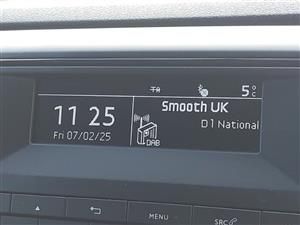 TA 5°C
Smooth UK
11 25
D1 National
Fri 07/02/25
DAB
MENU
SRC